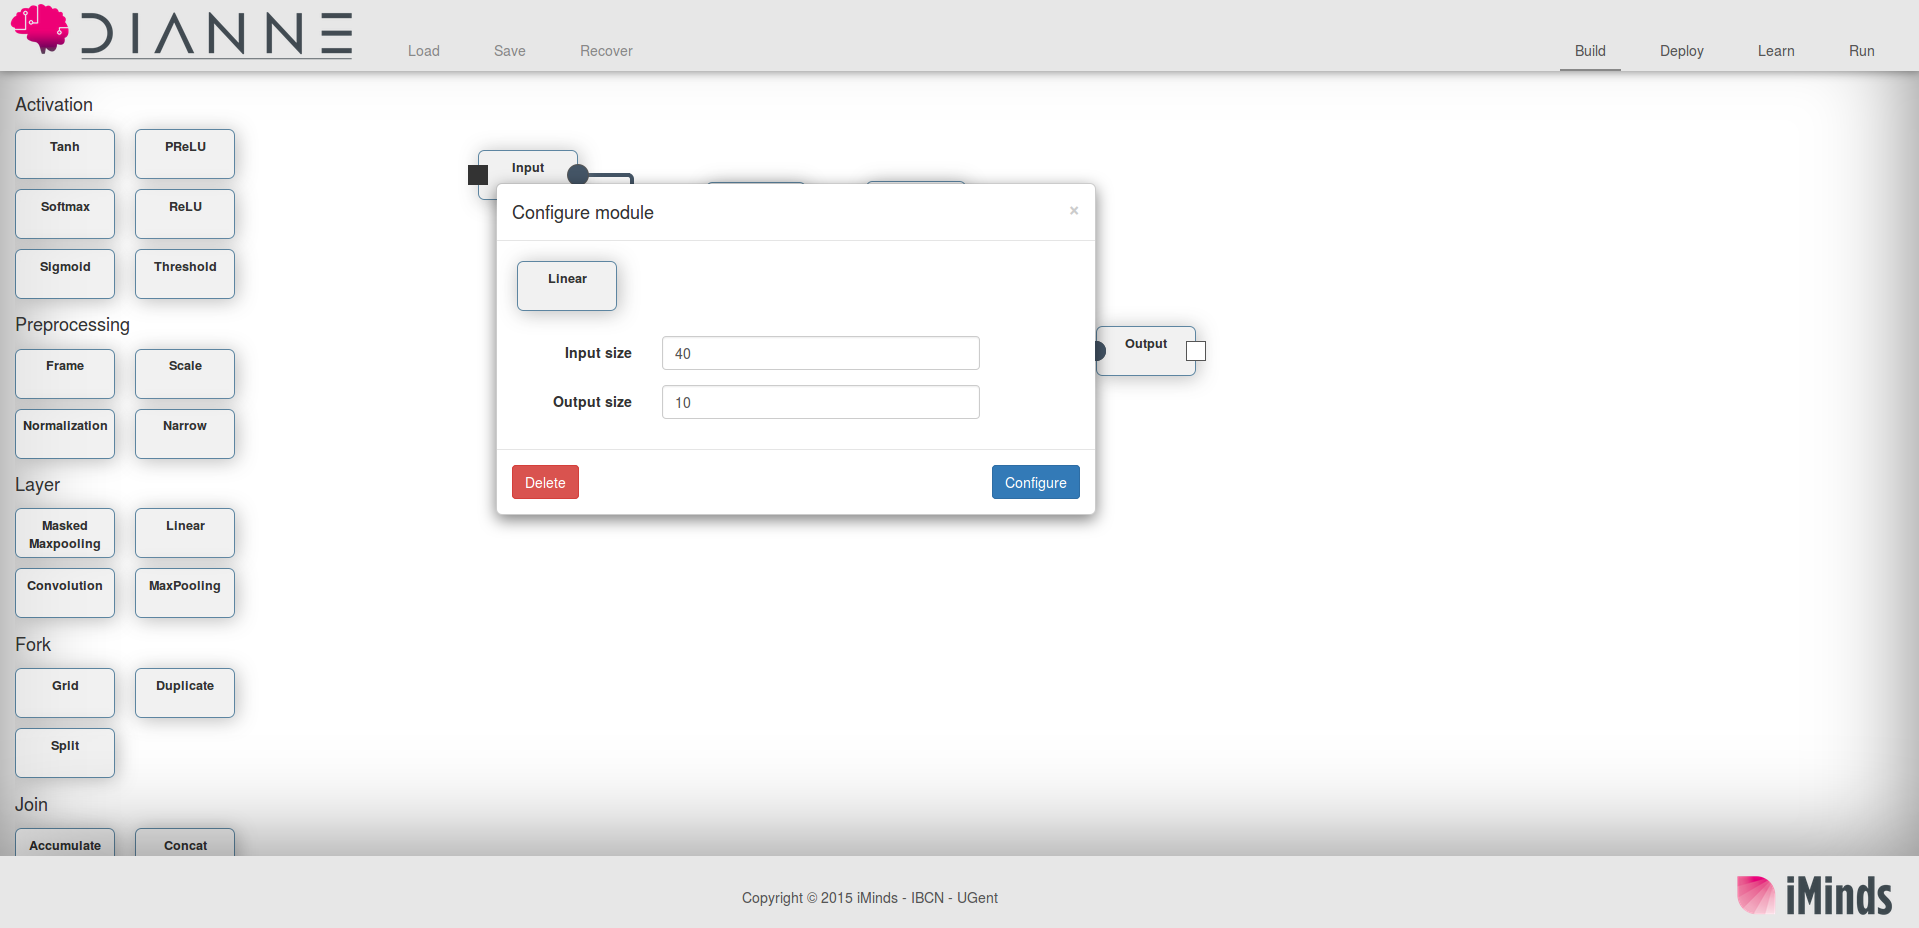 DIANNE
Load Save Recover
Build Deploy Learn Run
Activation
Tanh PReLU
Softmax ReLU
Sigmoid Threshold
Preprocessing
Frame Scale
Normalization Narrow
Layer
Masked Maxpooling Linear
Convolution MaxPooling
Fork
Grid Duplicate
Split
Join
Accumulate Concat
Input
Configure module ×
Linear
Input size 40
Output size 10
Delete Configure
Output
Copyright © 2015 iMinds - IBCN - UGent
iMinds